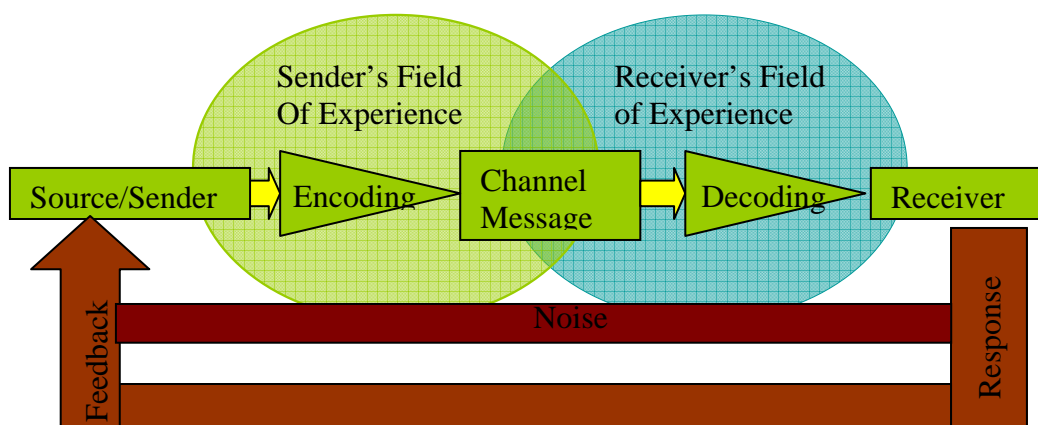 Sender’s Field
Of Experience
Receiver’s Field
of Experience
Source/Sender
Encoding
Channel
Message
Decoding
Receiver
Noise
Feedback
Response